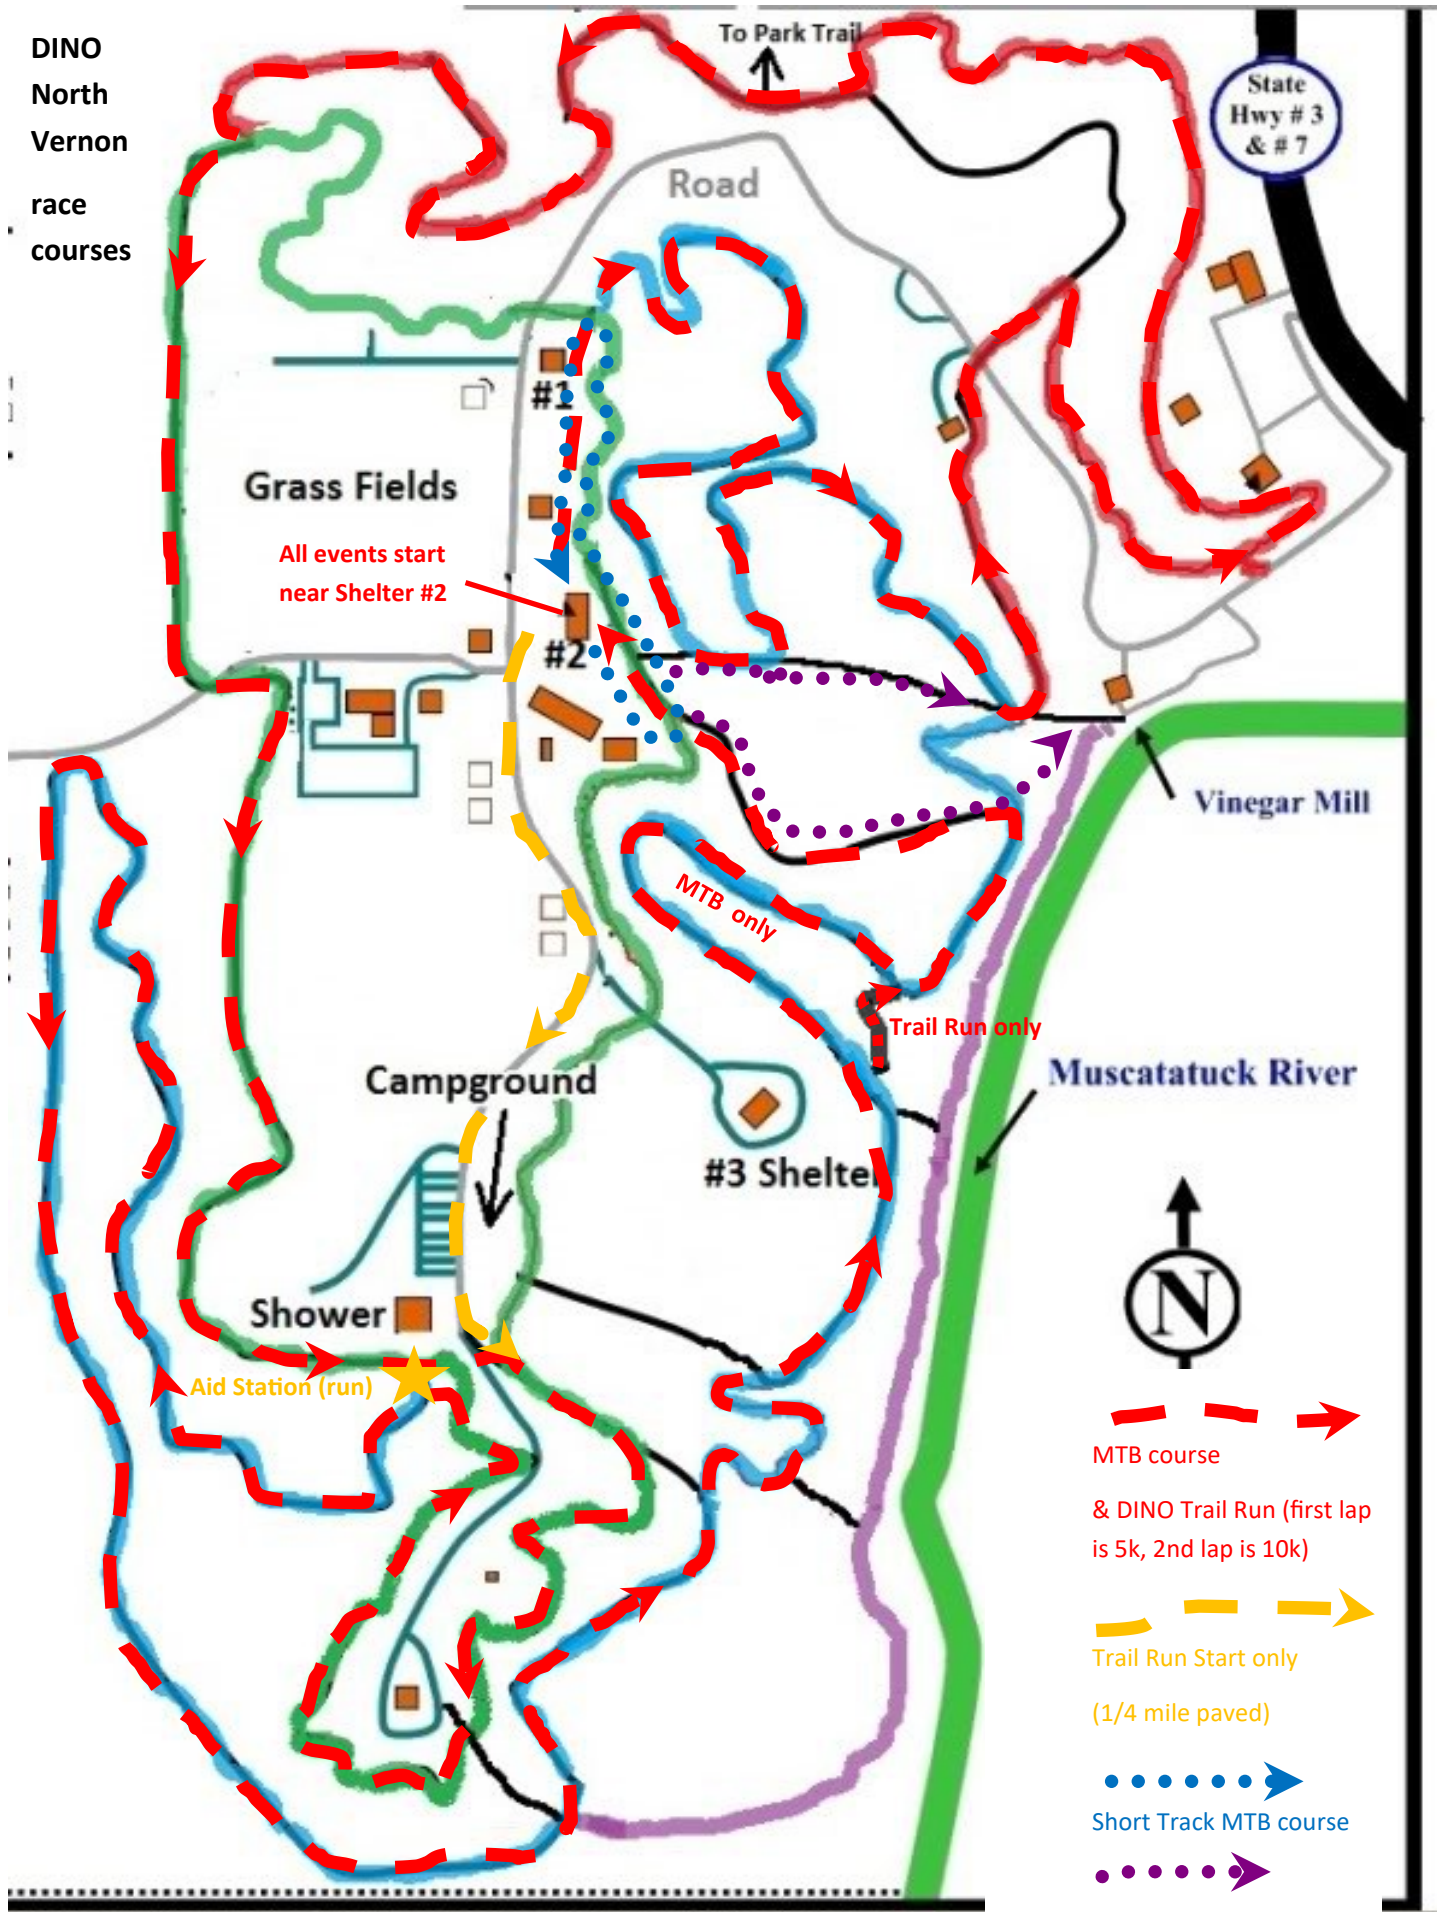 DINO
North
Vernon
race
courses
To Park Trail
State
Hwy # 3
& # 7
Road
#1
Grass Fields
All events start
near Shelter #2
#2
Vinegar Mill
MTB only
Trail Run only
Muscatatuck River
Campground
#3 Shelter
N
Shower
Aid Station (run)
MTB course
& DINO Trail Run (first lap
is 5k, 2nd lap is 10k)
Trail Run Start only
(1/4 mile paved)
Short Track MTB course